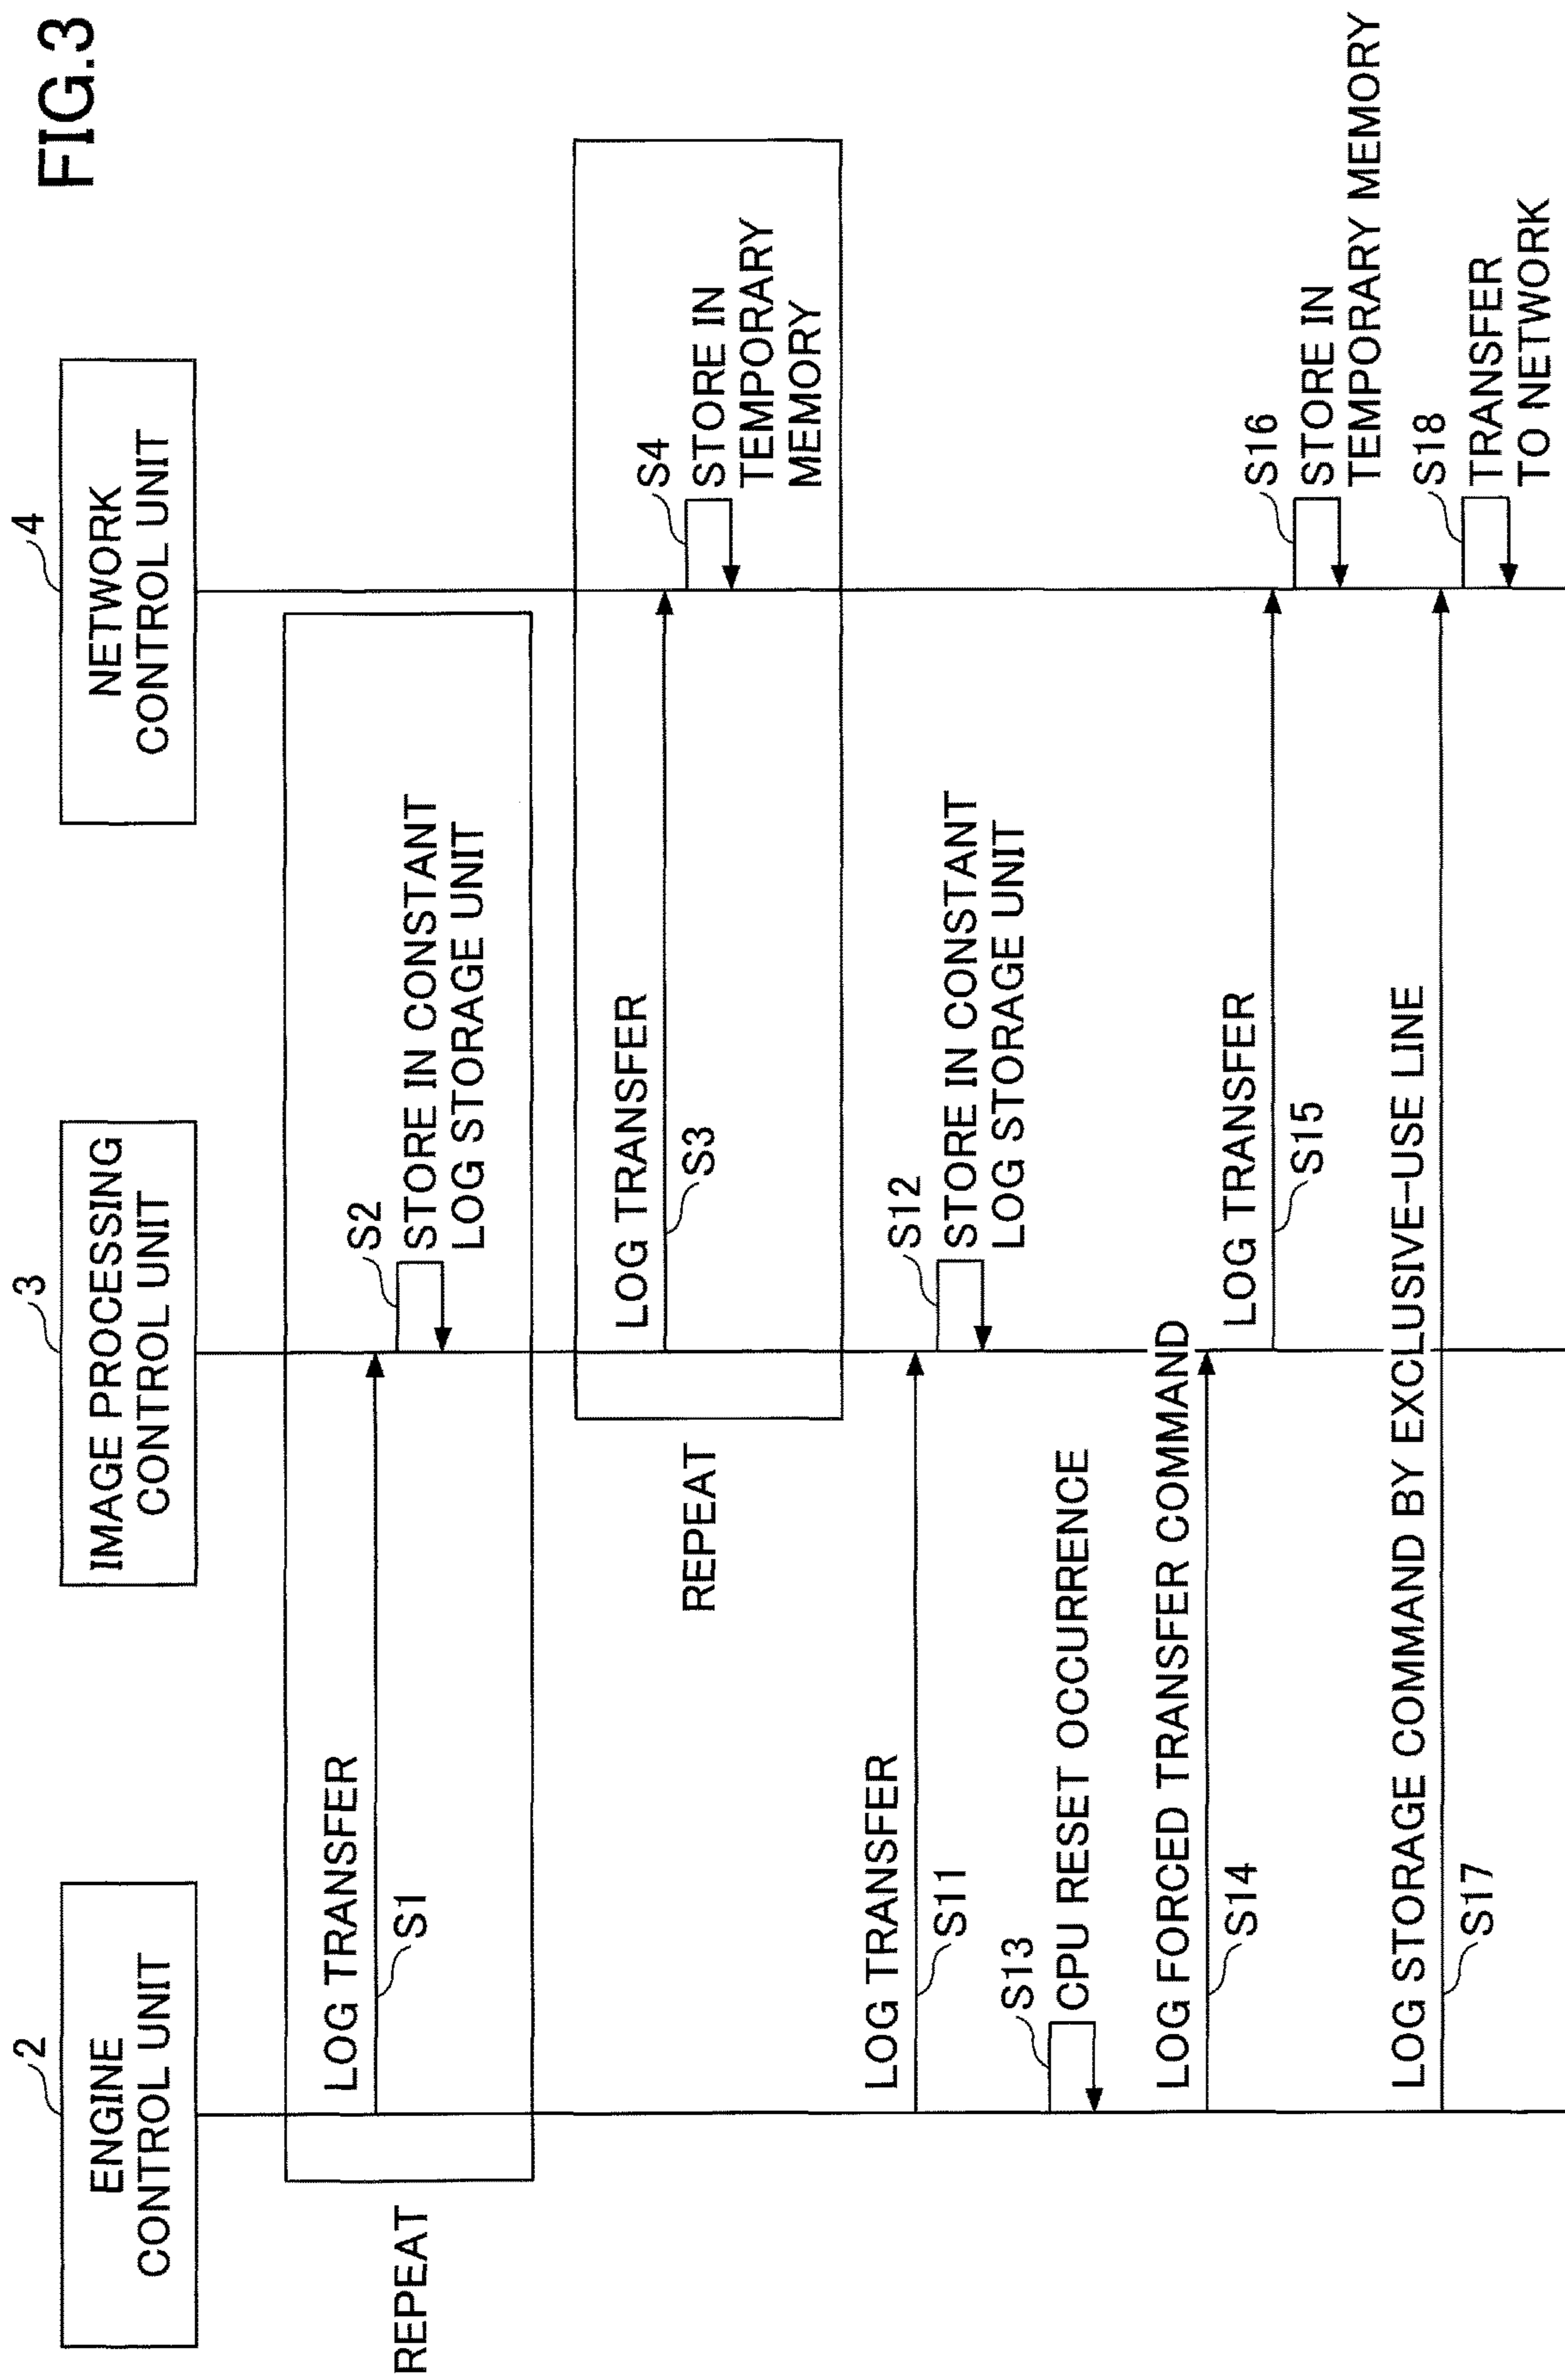 FIG.3
2
ENGINE
CONTROL UNIT
3
IMAGE PROCESSING
CONTROL UNIT
4
NETWORK
CONTROL UNIT
REPEAT
LOG TRANSFER
S1
S2
STORE IN CONSTANT
LOG STORAGE UNIT
REPEAT
LOG TRANSFER
S3
S4
STORE IN
TEMPORARY
MEMORY
LOG TRANSFER
S11
S12
STORE IN CONSTANT
LOG STORAGE UNIT
S13
CPU RESET OCCURRENCE
LOG FORCED TRANSFER COMMAND
S14
LOG TRANSFER
S15
S16
STORE IN
TEMPORARY MEMORY
LOG STORAGE COMMAND BY EXCLUSIVE-USE LINE
S17
S18
TRANSFER
TO NETWORK